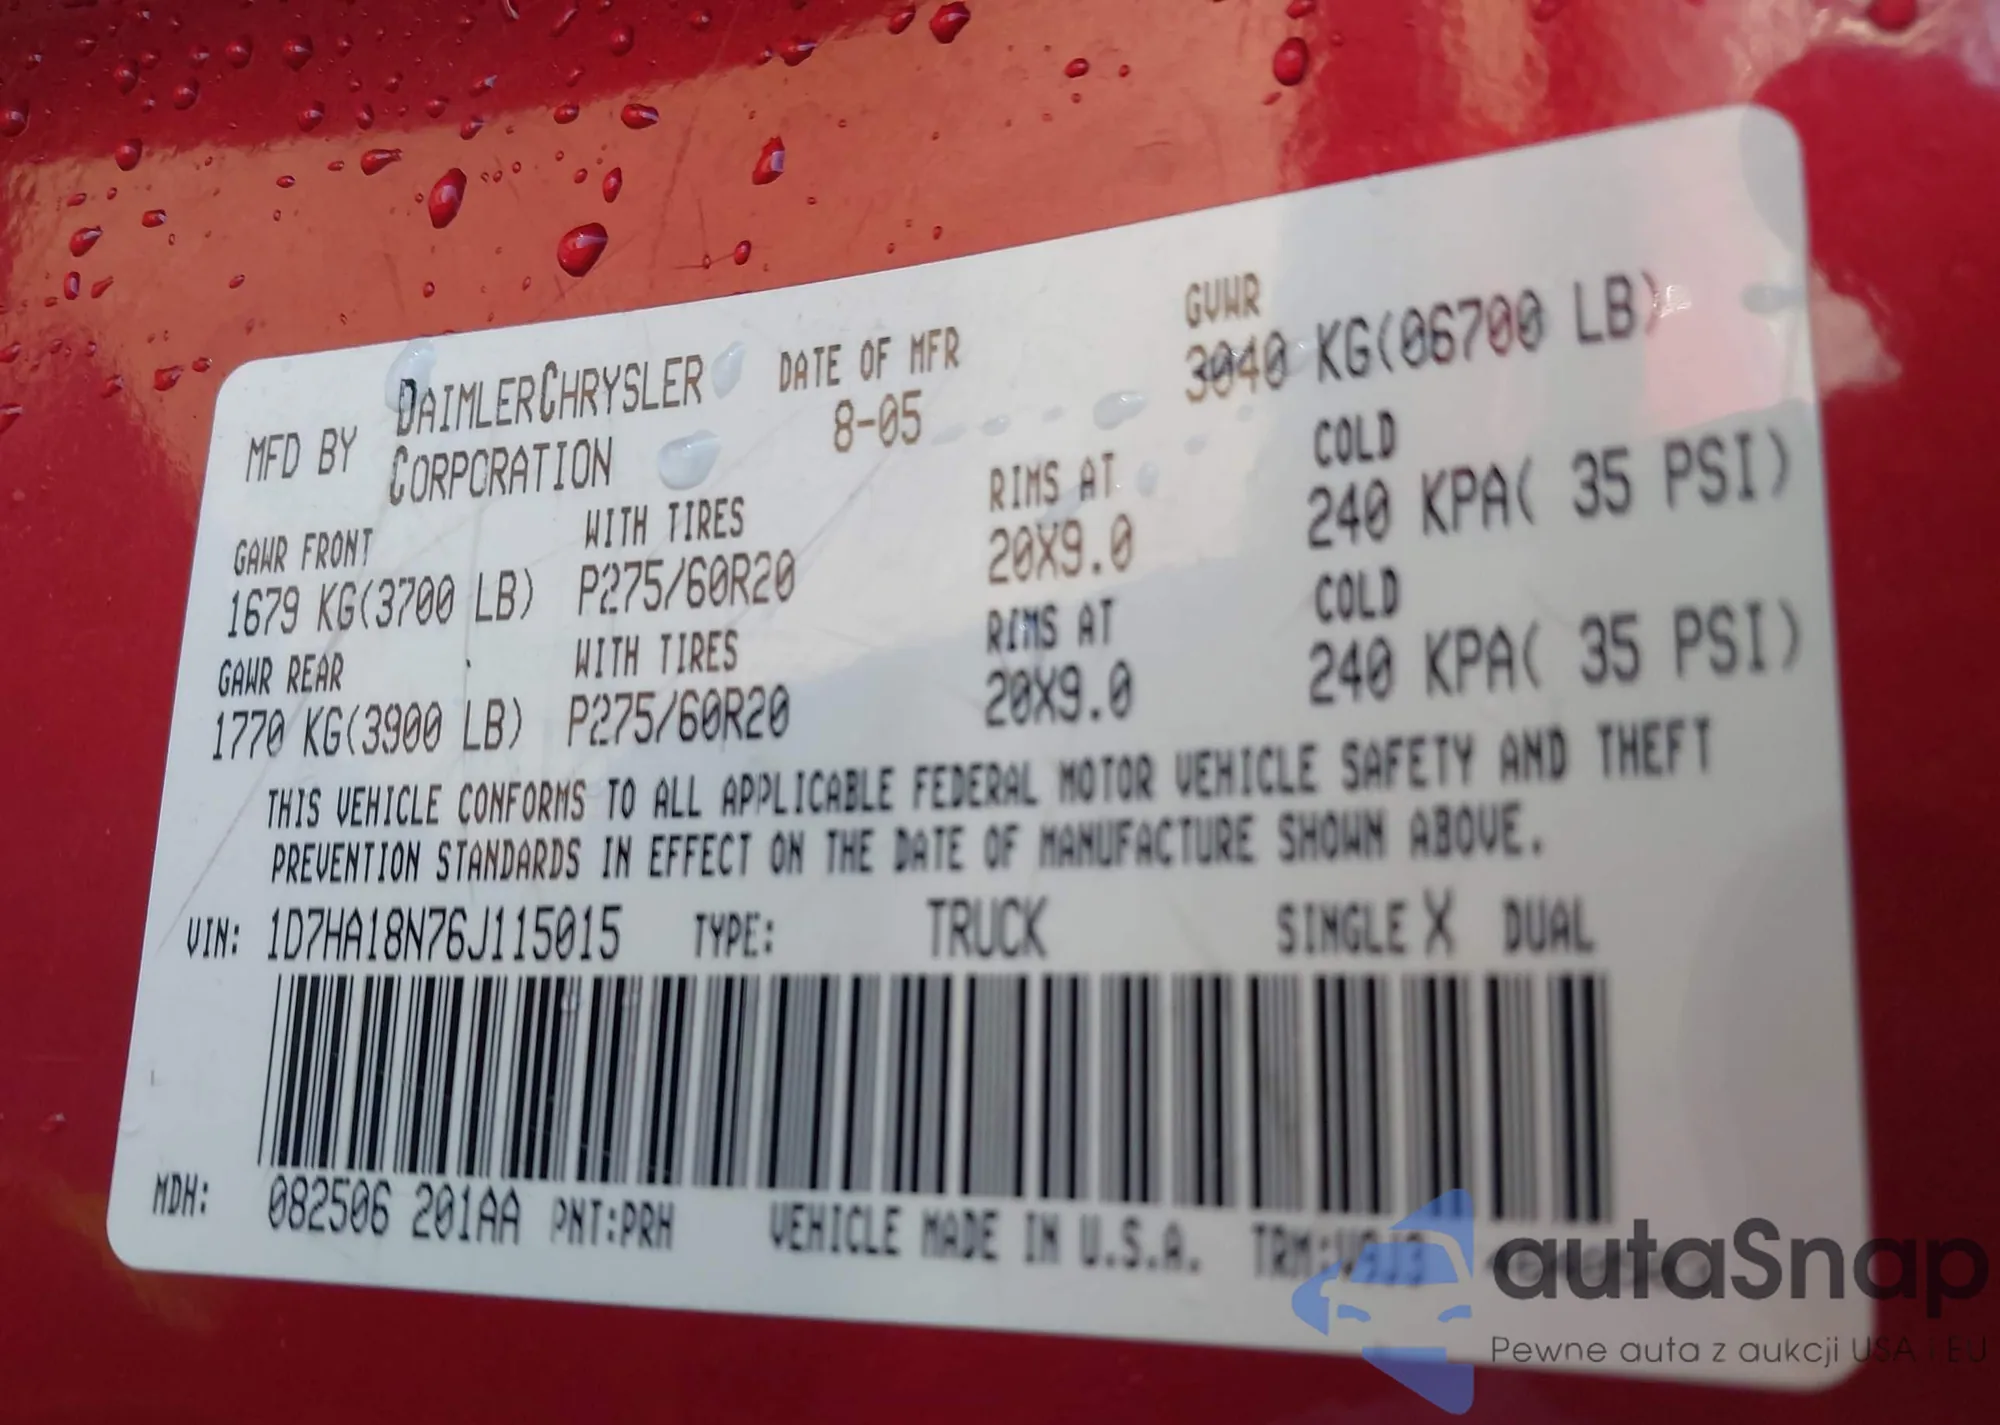 MFD BY DAIMLERCHRYSLER CORPORATION
DATE OF MFR
8-05
GVWR
3040 KG(06700 LB)
GAWR FRONT WITH TIRES RIMS AT COLD
1679 KG(3700 LB) P275/60R20 20X9.0 240 KPA( 35 PSI)
GAWR REAR WITH TIRES RIMS AT COLD
1770 KG(3900 LB) P275/60R20 20X9.0 240 KPA( 35 PSI)
THIS VEHICLE CONFORMS TO ALL APPLICABLE FEDERAL MOTOR VEHICLE SAFETY AND THEFT
PREVENTION STANDARDS IN EFFECT ON THE DATE OF MANUFACTURE SHOWN ABOVE.
VIN: 1D7HA18N76J115015 TYPE: TRUCK SINGLE X DUAL
MDH: 082506 201AA PNT:PRH VEHICLE MADE IN U.S.A. TRM:V9J3
autaSnap
Pewne auta z aukcji USA i EU